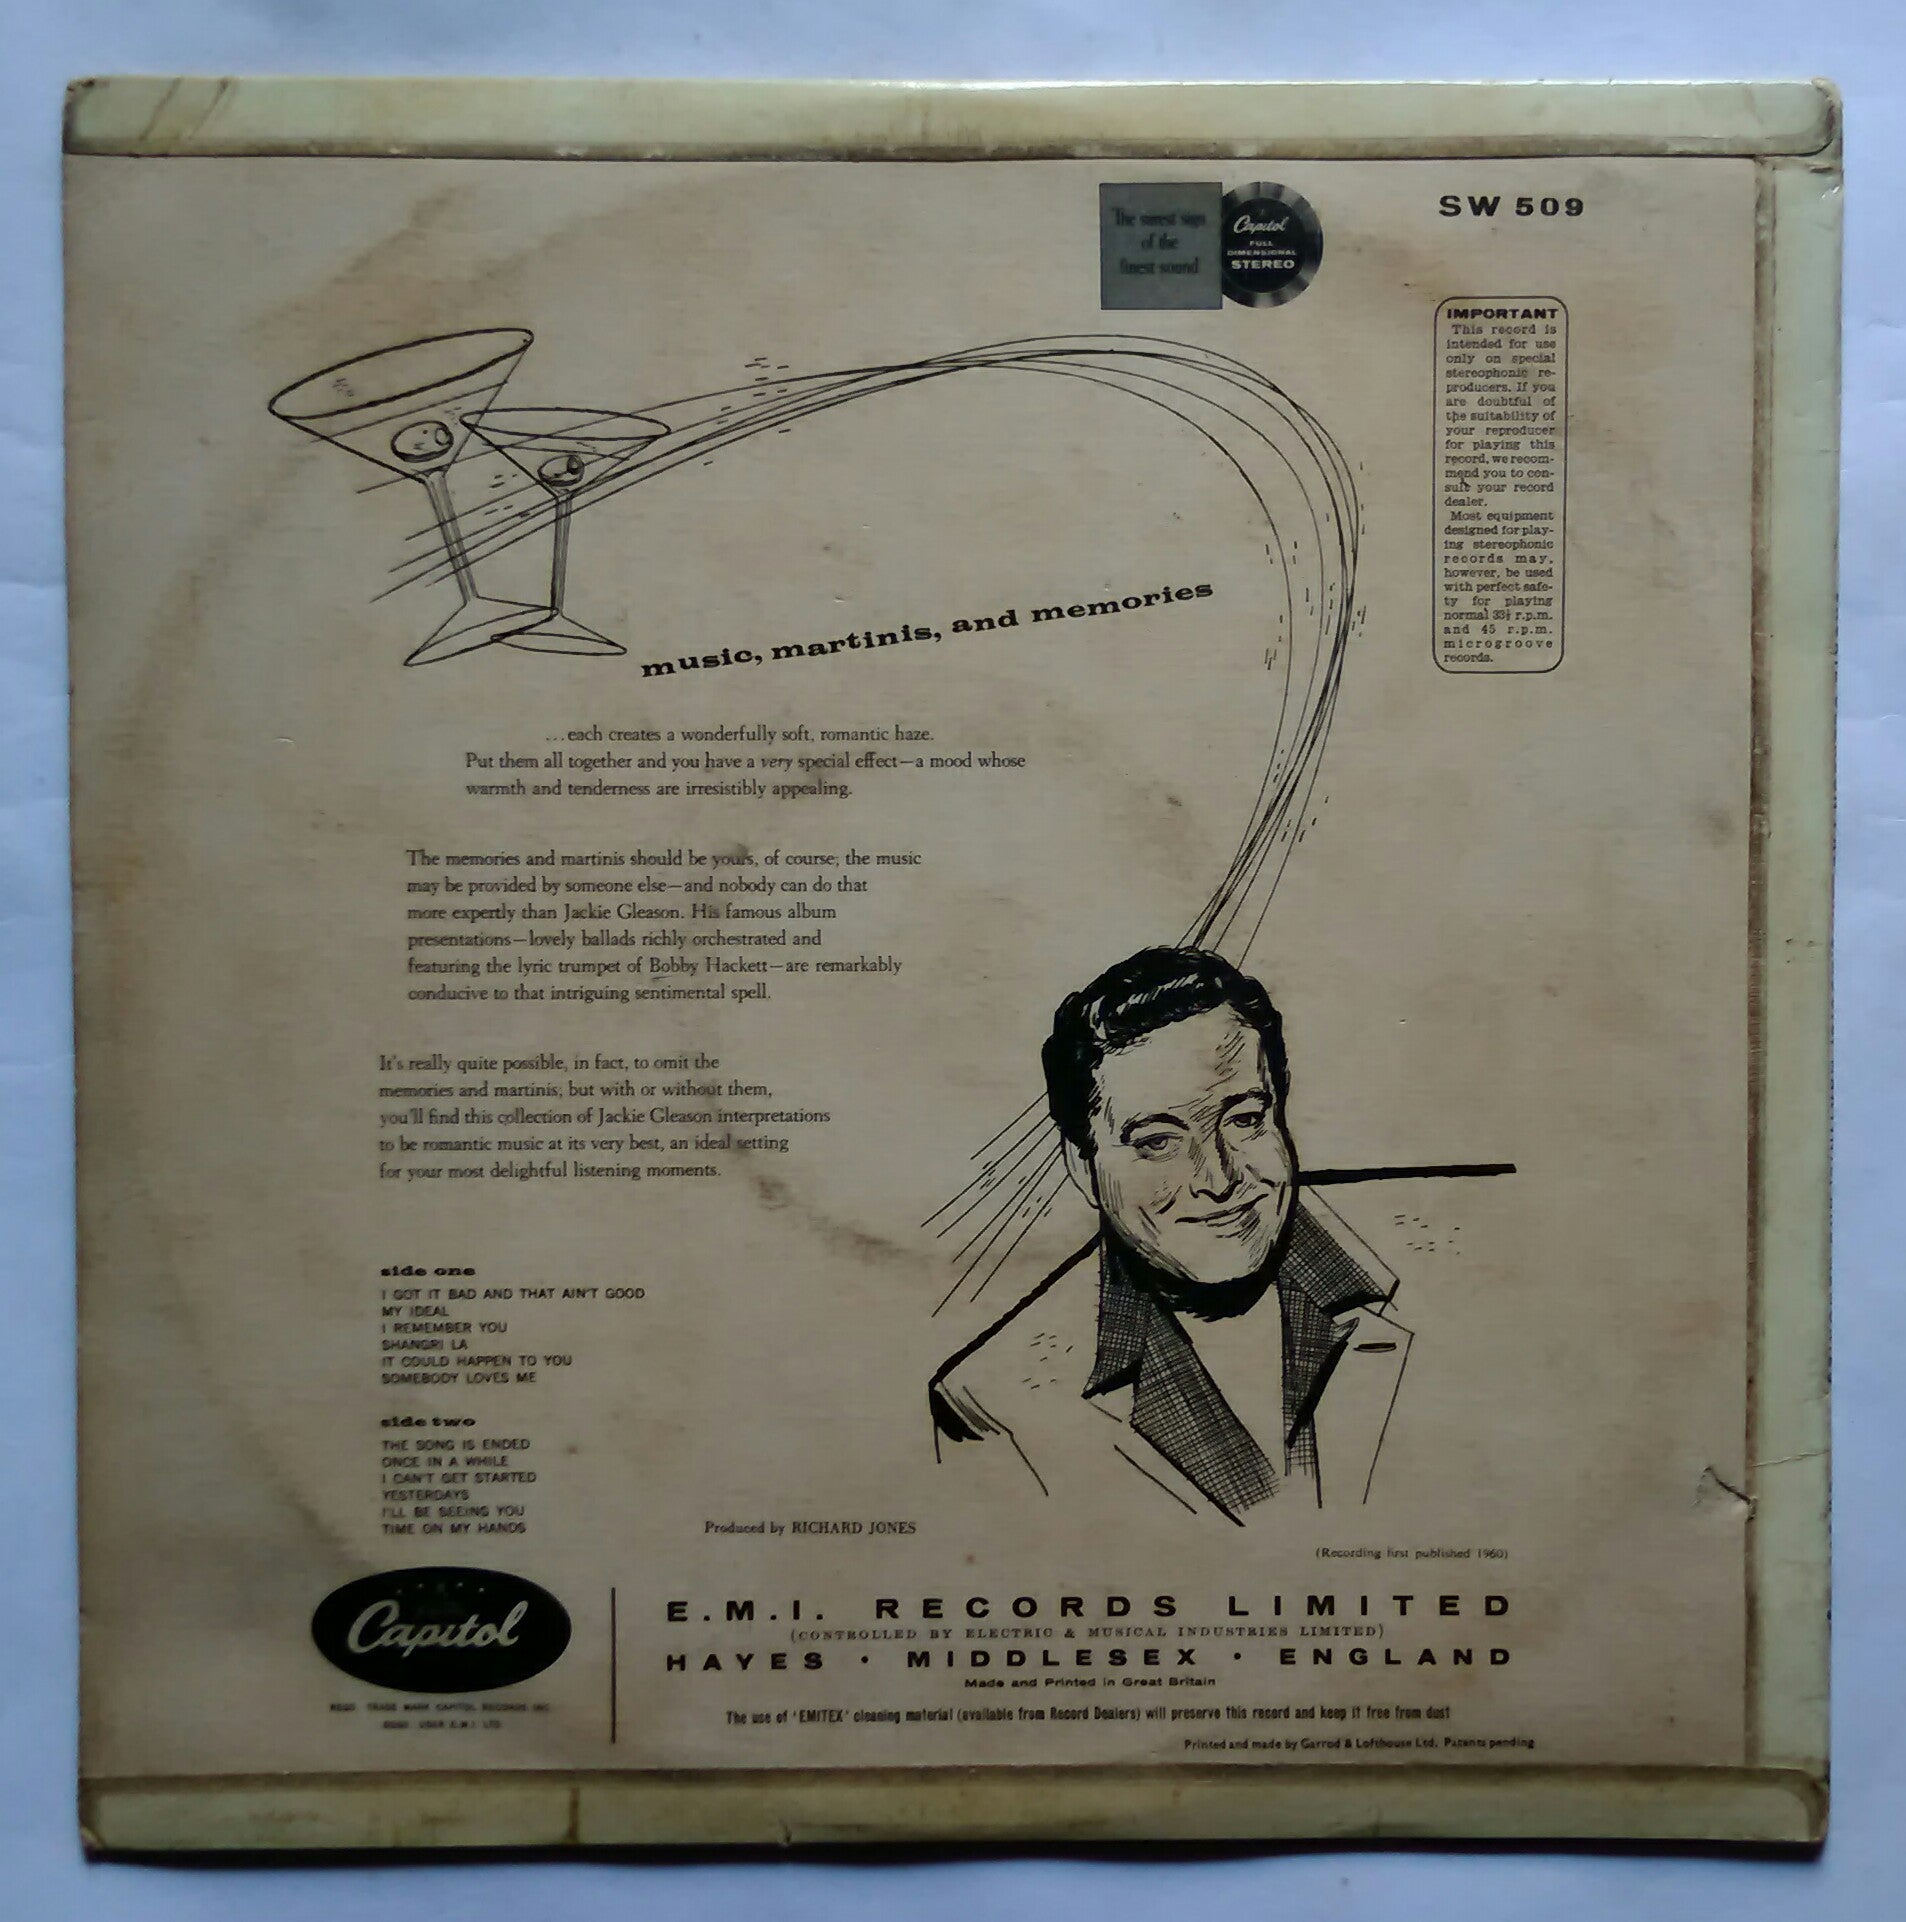 The surest sign
of the
finest sound
Capitol
FULL
DIMENSIONAL
STEREO
SW 509
IMPORTANT
This record is
intended for use
only on special
stereophonic re-
producers. If you
are doubtful of
the suitability of
your reproducer
for playing this
record, we recom-
mend you to con-
sult your record
dealer.
Most equipment
designed for play-
ing stereophonic
records may,
however, be used
with perfect safe-
ty for playing
normal 33⅓ r.p.m.
and 45 r.p.m.
microgroove
records.
music, martinis, and memories
...each creates a wonderfully soft, romantic haze.
Put them all together and you have a very special effect—a mood whose
warmth and tenderness are irresistibly appealing.
The memories and martinis should be yours, of course; the music
may be provided by someone else—and nobody can do that
more expertly than Jackie Gleason. His famous album
presentations—lovely ballads richly orchestrated and
featuring the lyric trumpet of Bobby Hackett—are remarkably
conducive to that intriguing sentimental spell.
It's really quite possible, in fact, to omit the
memories and martinis; but with or without them,
you'll find this collection of Jackie Gleason interpretations
to be romantic music at its very best, an ideal setting
for your most delightful listening moments.
side one
I GOT IT BAD AND THAT AIN'T GOOD
MY IDEAL
I REMEMBER YOU
SHANGRI LA
IT COULD HAPPEN TO YOU
SOMEBODY LOVES ME
side two
THE SONG IS ENDED
ONCE IN A WHILE
I CAN'T GET STARTED
YESTERDAYS
I'LL BE SEEING YOU
TIME ON MY HANDS
Produced by RICHARD JONES
(Recording first published 1960)
Capitol
REGD. TRADE MARK CAPITOL RECORDS INC.
REGD. USER E.M.I. LTD.
E.M.I. RECORDS LIMITED
(CONTROLLED BY ELECTRIC & MUSICAL INDUSTRIES LIMITED)
HAYES · MIDDLESEX · ENGLAND
Made and Printed in Great Britain
The use of 'EMITEX' cleaning material (available from Record Dealers) will preserve this record and keep it free from dust
Printed and made by Garrod & Lofthouse Ltd. Patents pending